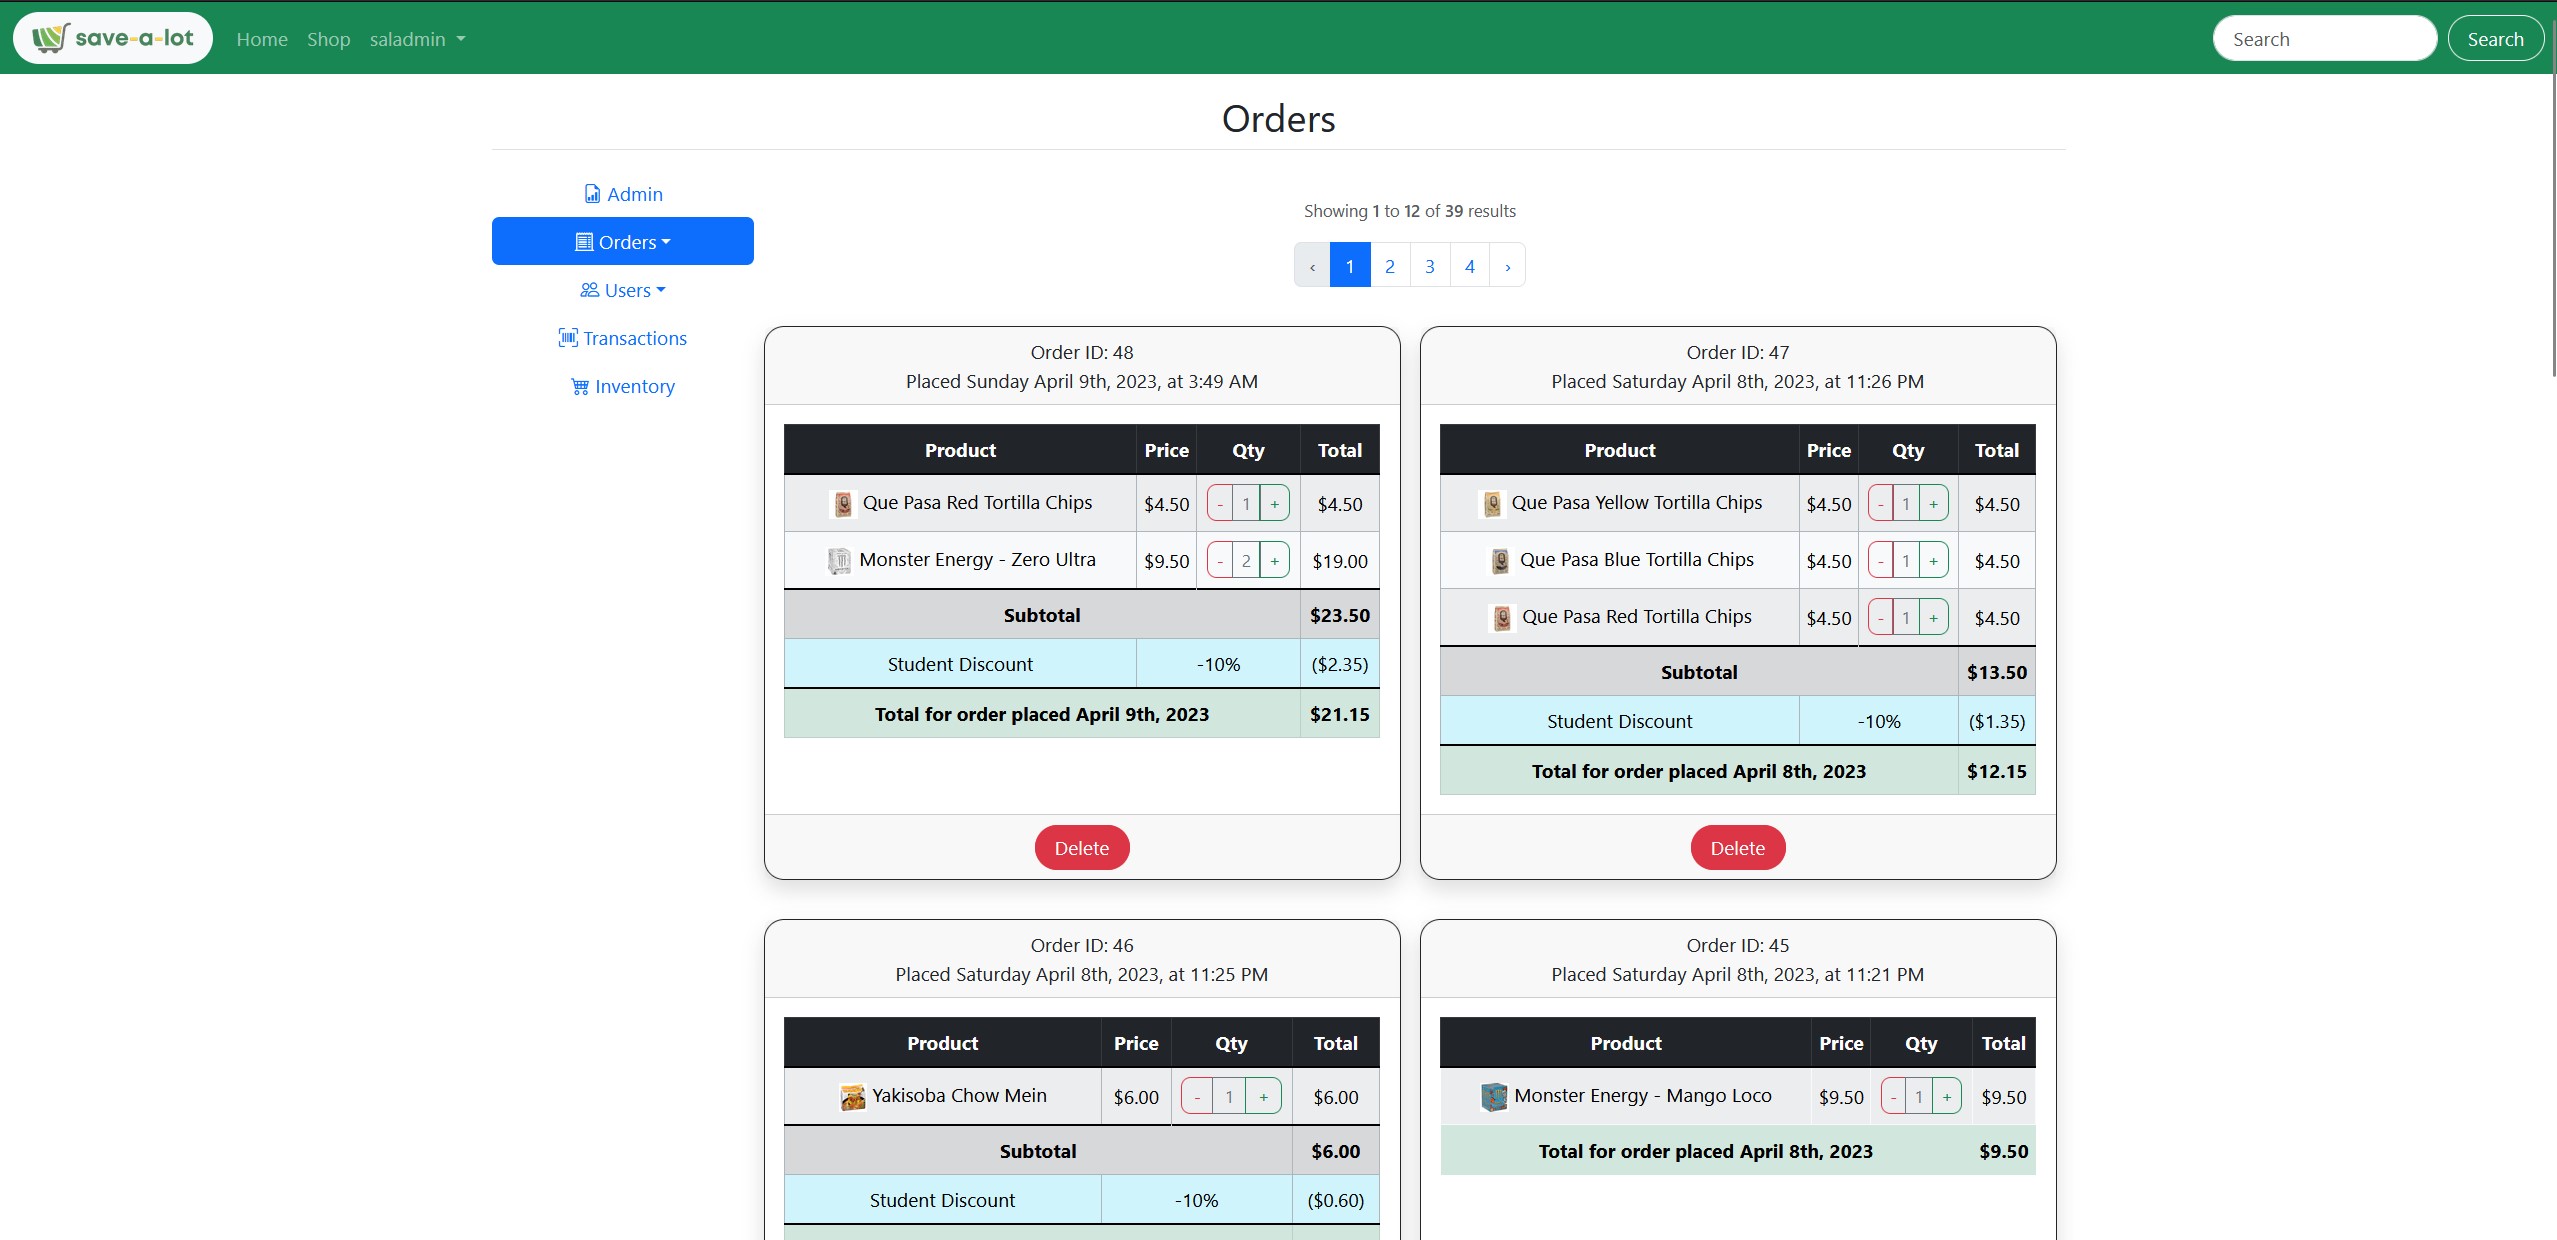 save-a-lot Home Shop saladmin Search Search
Orders
Admin
Orders
Users
Transactions
Inventory
Showing 1 to 12 of 39 results
‹ 1 2 3 4 ›
Order ID: 48
Placed Sunday April 9th, 2023, at 3:49 AM
Product Price Qty Total
Que Pasa Red Tortilla Chips $4.50 - 1 + $4.50
Monster Energy - Zero Ultra $9.50 - 2 + $19.00
Subtotal $23.50
Student Discount -10% ($2.35)
Total for order placed April 9th, 2023 $21.15
Delete
Order ID: 47
Placed Saturday April 8th, 2023, at 11:26 PM
Product Price Qty Total
Que Pasa Yellow Tortilla Chips $4.50 - 1 + $4.50
Que Pasa Blue Tortilla Chips $4.50 - 1 + $4.50
Que Pasa Red Tortilla Chips $4.50 - 1 + $4.50
Subtotal $13.50
Student Discount -10% ($1.35)
Total for order placed April 8th, 2023 $12.15
Delete
Order ID: 46
Placed Saturday April 8th, 2023, at 11:25 PM
Product Price Qty Total
Yakisoba Chow Mein $6.00 - 1 + $6.00
Subtotal $6.00
Student Discount -10% ($0.60)
Order ID: 45
Placed Saturday April 8th, 2023, at 11:21 PM
Product Price Qty Total
Monster Energy - Mango Loco $9.50 - 1 + $9.50
Total for order placed April 8th, 2023 $9.50